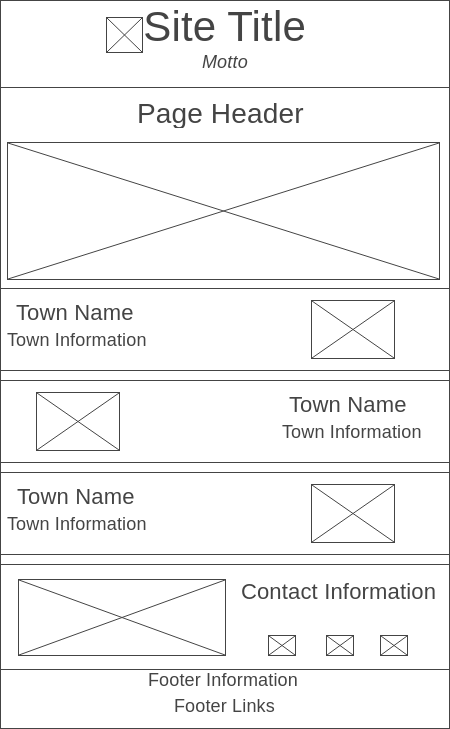 Site Title
Motto
Page Header
Town Name
Town Information
Town Name
Town Information
Town Name
Town Information
Contact Information
Footer Information
Footer Links